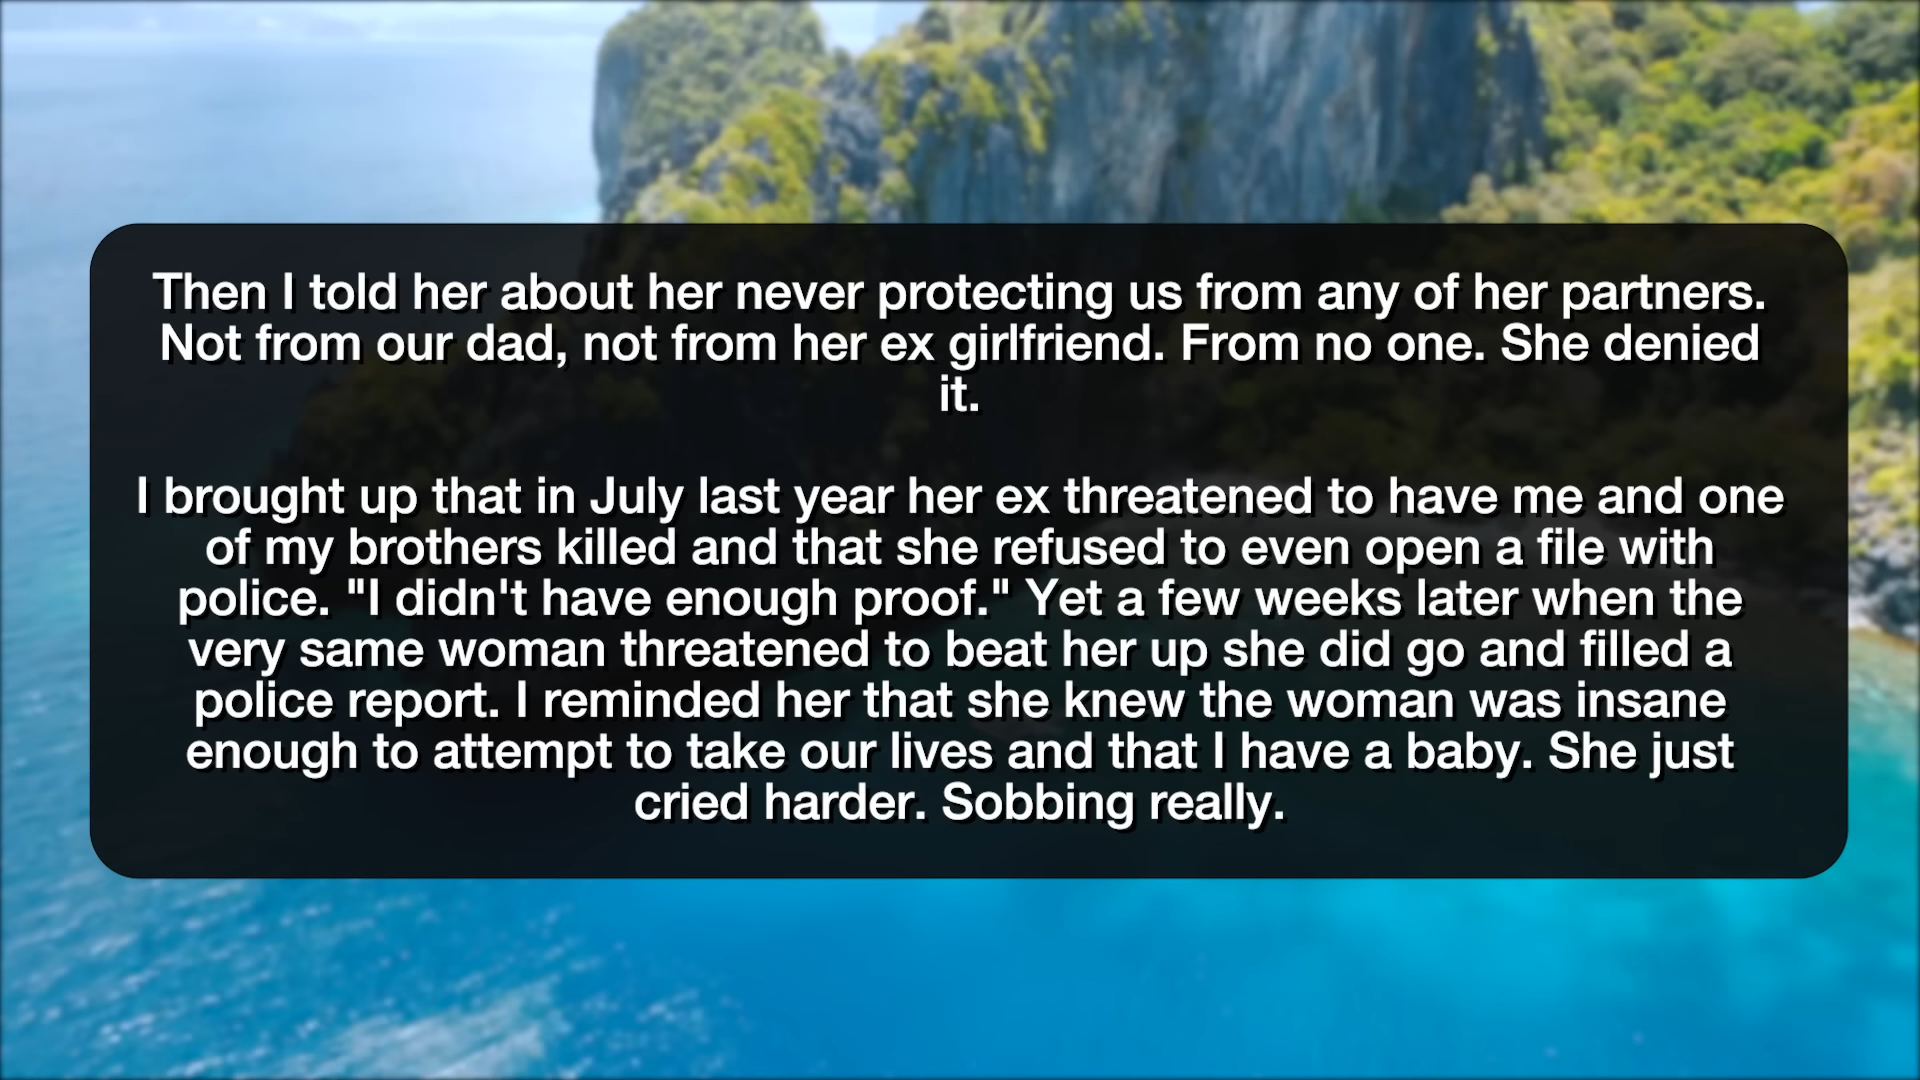 Then I told her about her never protecting us from any of her partners.
Not from our dad, not from her ex girlfriend. From no one. She denied
it.
I brought up that in July last year her ex threatened to have me and one
of my brothers killed and that she refused to even open a file with
police. "I didn't have enough proof." Yet a few weeks later when the
very same woman threatened to beat her up she did go and filled a
police report. I reminded her that she knew the woman was insane
enough to attempt to take our lives and that I have a baby. She just
cried harder. Sobbing really.